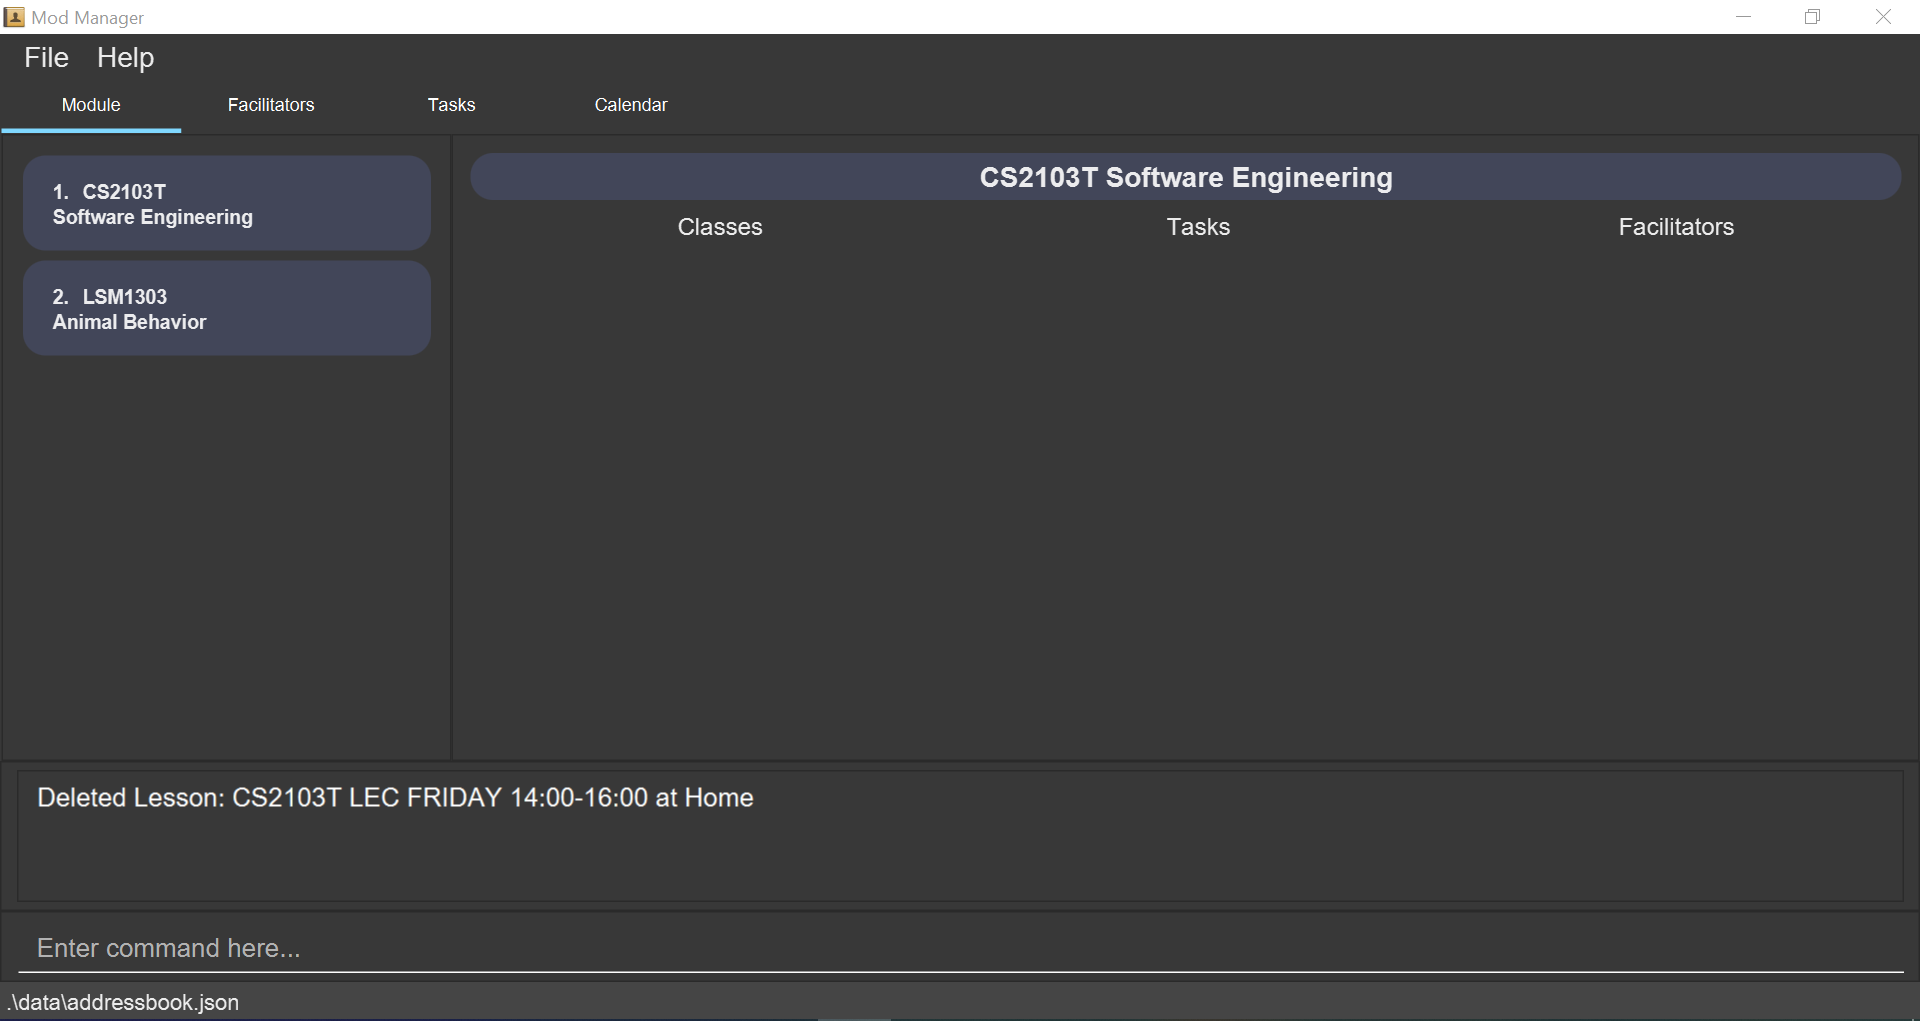 Mod Manager
File Help
Module Facilitators Tasks Calendar
1. CS2103T
Software Engineering
2. LSM1303
Animal Behavior
CS2103T Software Engineering
Classes Tasks Facilitators
Deleted Lesson: CS2103T LEC FRIDAY 14:00-16:00 at Home
Enter command here...
.\data\addressbook.json